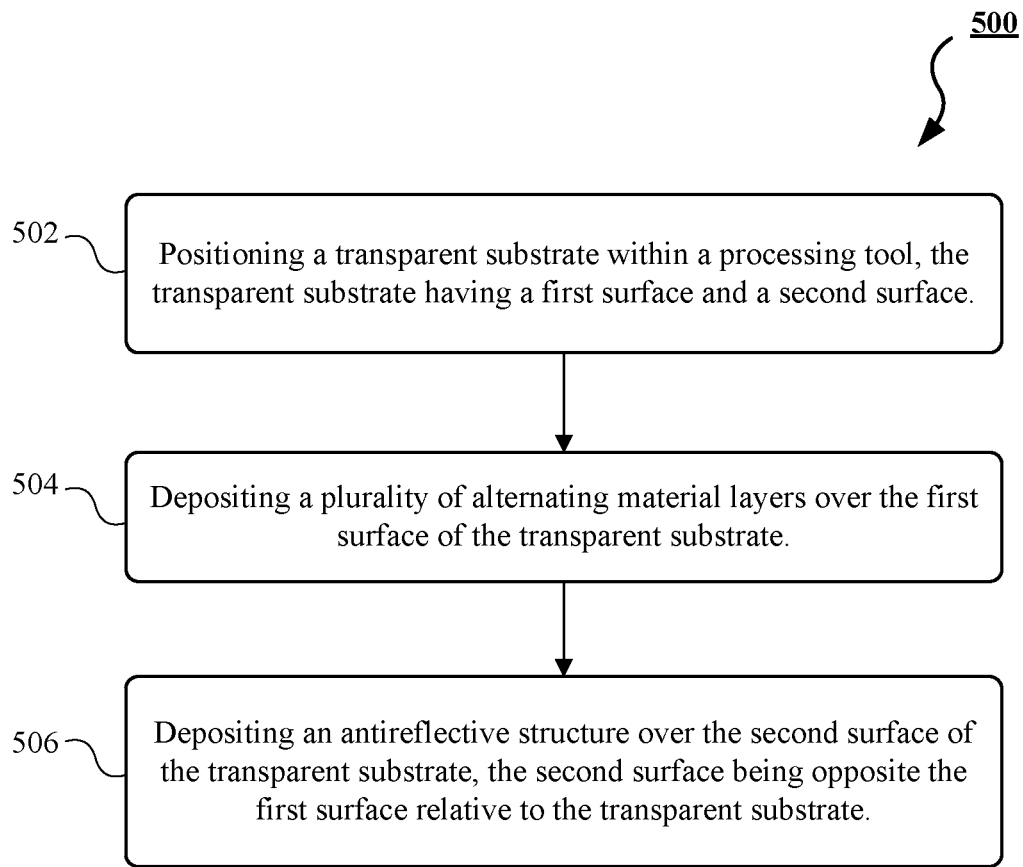 500
502
Positioning a transparent substrate within a processing tool, the
transparent substrate having a first surface and a second surface.
504
Depositing a plurality of alternating material layers over the first
surface of the transparent substrate.
506
Depositing an antireflective structure over the second surface of
the transparent substrate, the second surface being opposite the
first surface relative to the transparent substrate.